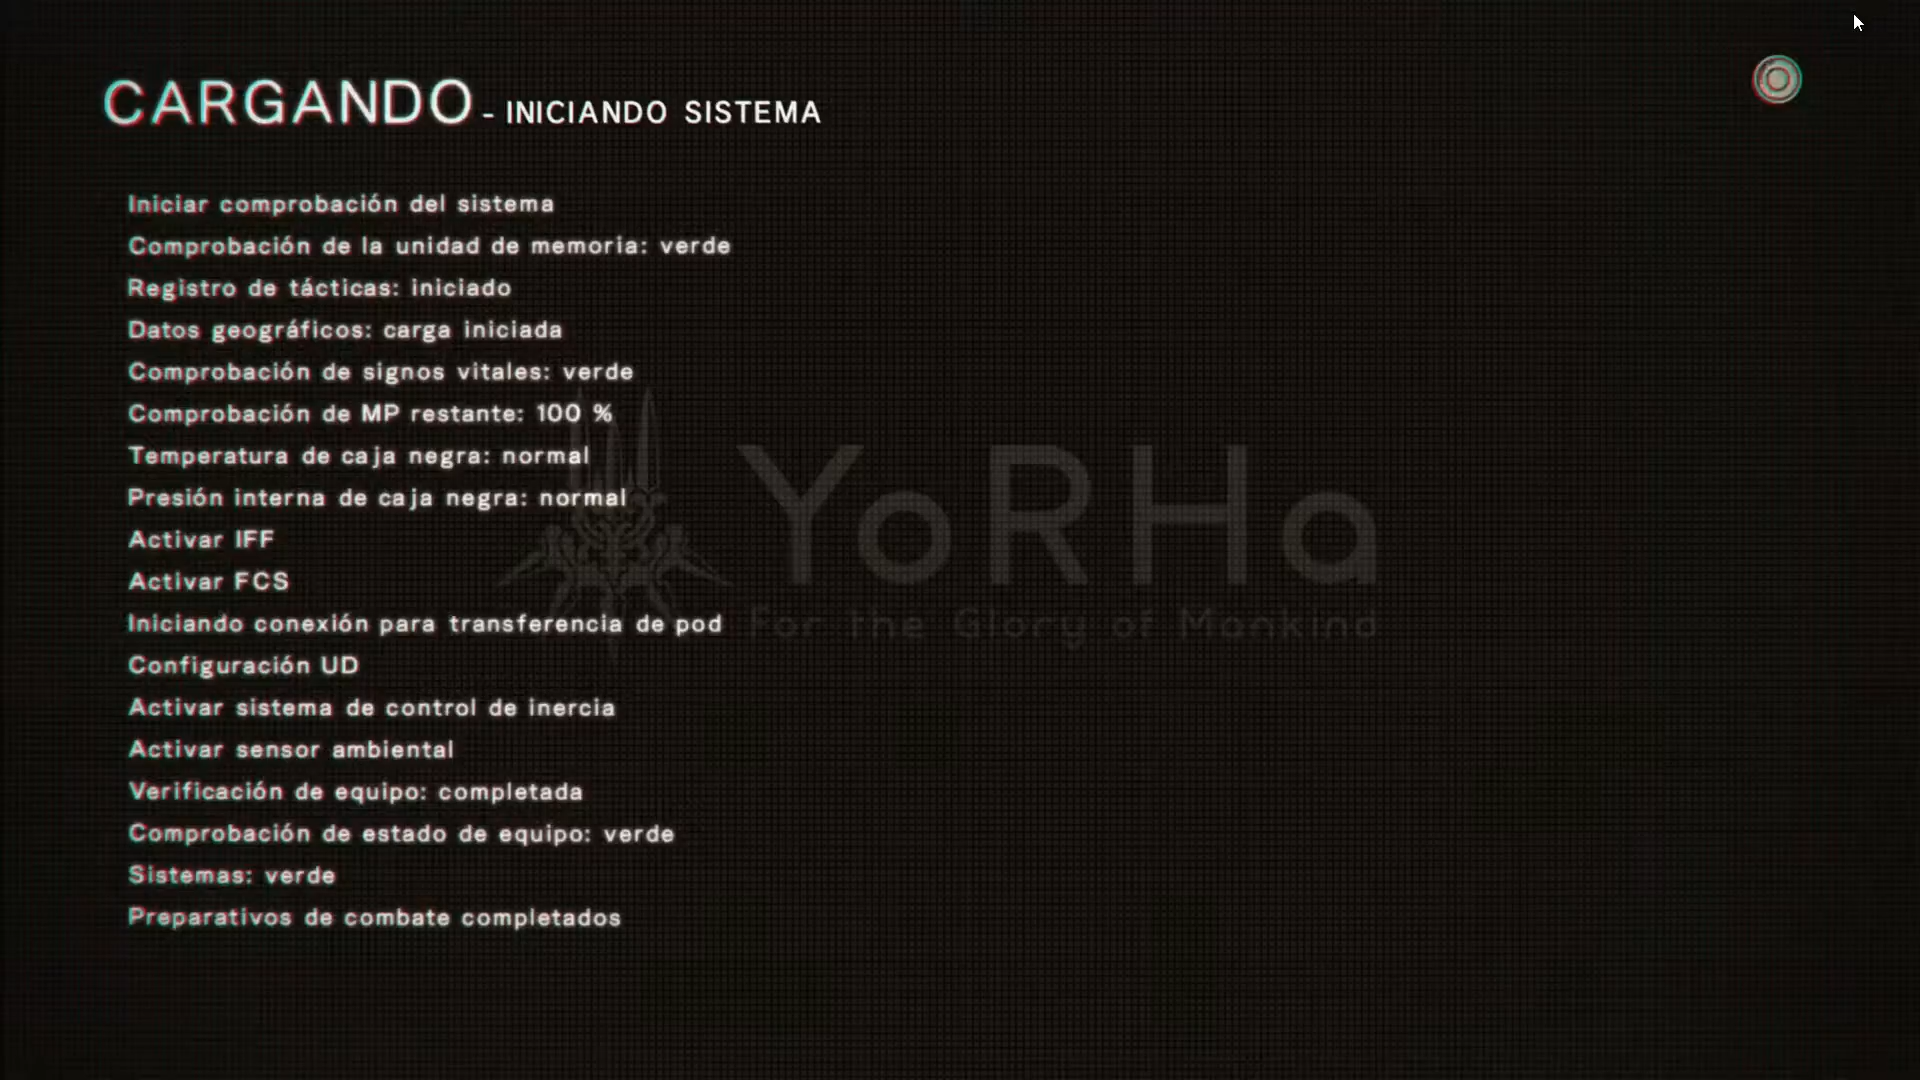 CARGANDO - INICIANDO SISTEMA
Iniciar comprobación del sistema
Comprobación de la unidad de memoria: verde
Registro de tácticas: iniciado
Datos geográficos: carga iniciada
Comprobación de signos vitales: verde
Comprobación de MP restante: 100 %
Temperatura de caja negra: normal
Presión interna de caja negra: normal
Activar IFF
Activar FCS
Iniciando conexión para transferencia de pod
Configuración UD
Activar sistema de control de inercia
Activar sensor ambiental
Verificación de equipo: completada
Comprobación de estado de equipo: verde
Sistemas: verde
Preparativos de combate completados
YoRHa
For the Glory of Mankind